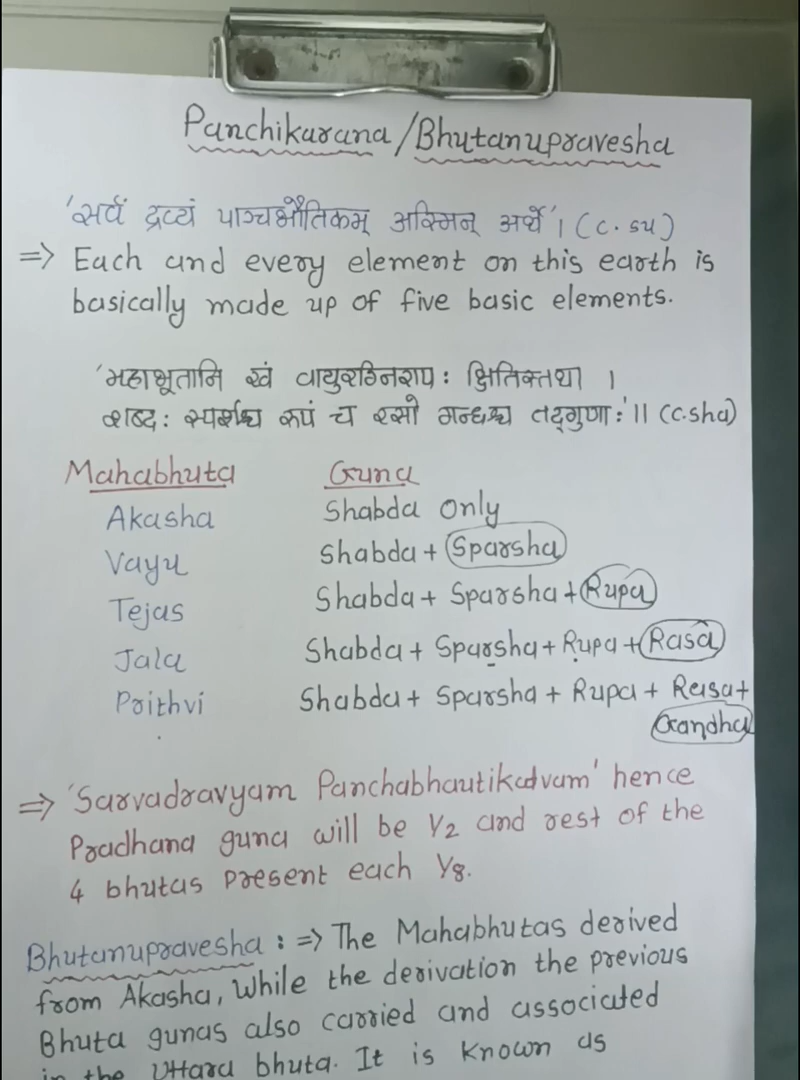 Panchikarana/Bhutanupravesha
'सर्वं द्रव्यं पाञ्चभौतिकम् अस्मिन् अर्थे'। (c. su)
=> Each and every element on this earth is
basically made up of five basic elements.
'महाभूतानि खं वायुरग्निरापः क्षितिक्तथा ।
शब्दः स्पर्शश्च रूपं च रसो गन्धश्च तद्गुणाः'।। (c.sha)
Mahabhuta Guna
Akasha Shabda only
Vayu Shabda + Sparsha
Tejas Shabda + Sparsha + Rupa
Jala Shabda + Sparsha + Rupa + Rasa
Prithvi Shabda + Sparsha + Rupa + Rasa +
Gandha
=> 'Sarvadravyam Panchabhautikatvam' hence
Pradhana guna will be 1/2 and rest of the
4 bhutas present each 1/8.
Bhutanupravesha : => The Mahabhutas derived
from Akasha, While the derivation the previous
Bhuta gunas also carried and associated
in the Uttara bhuta. It is known as